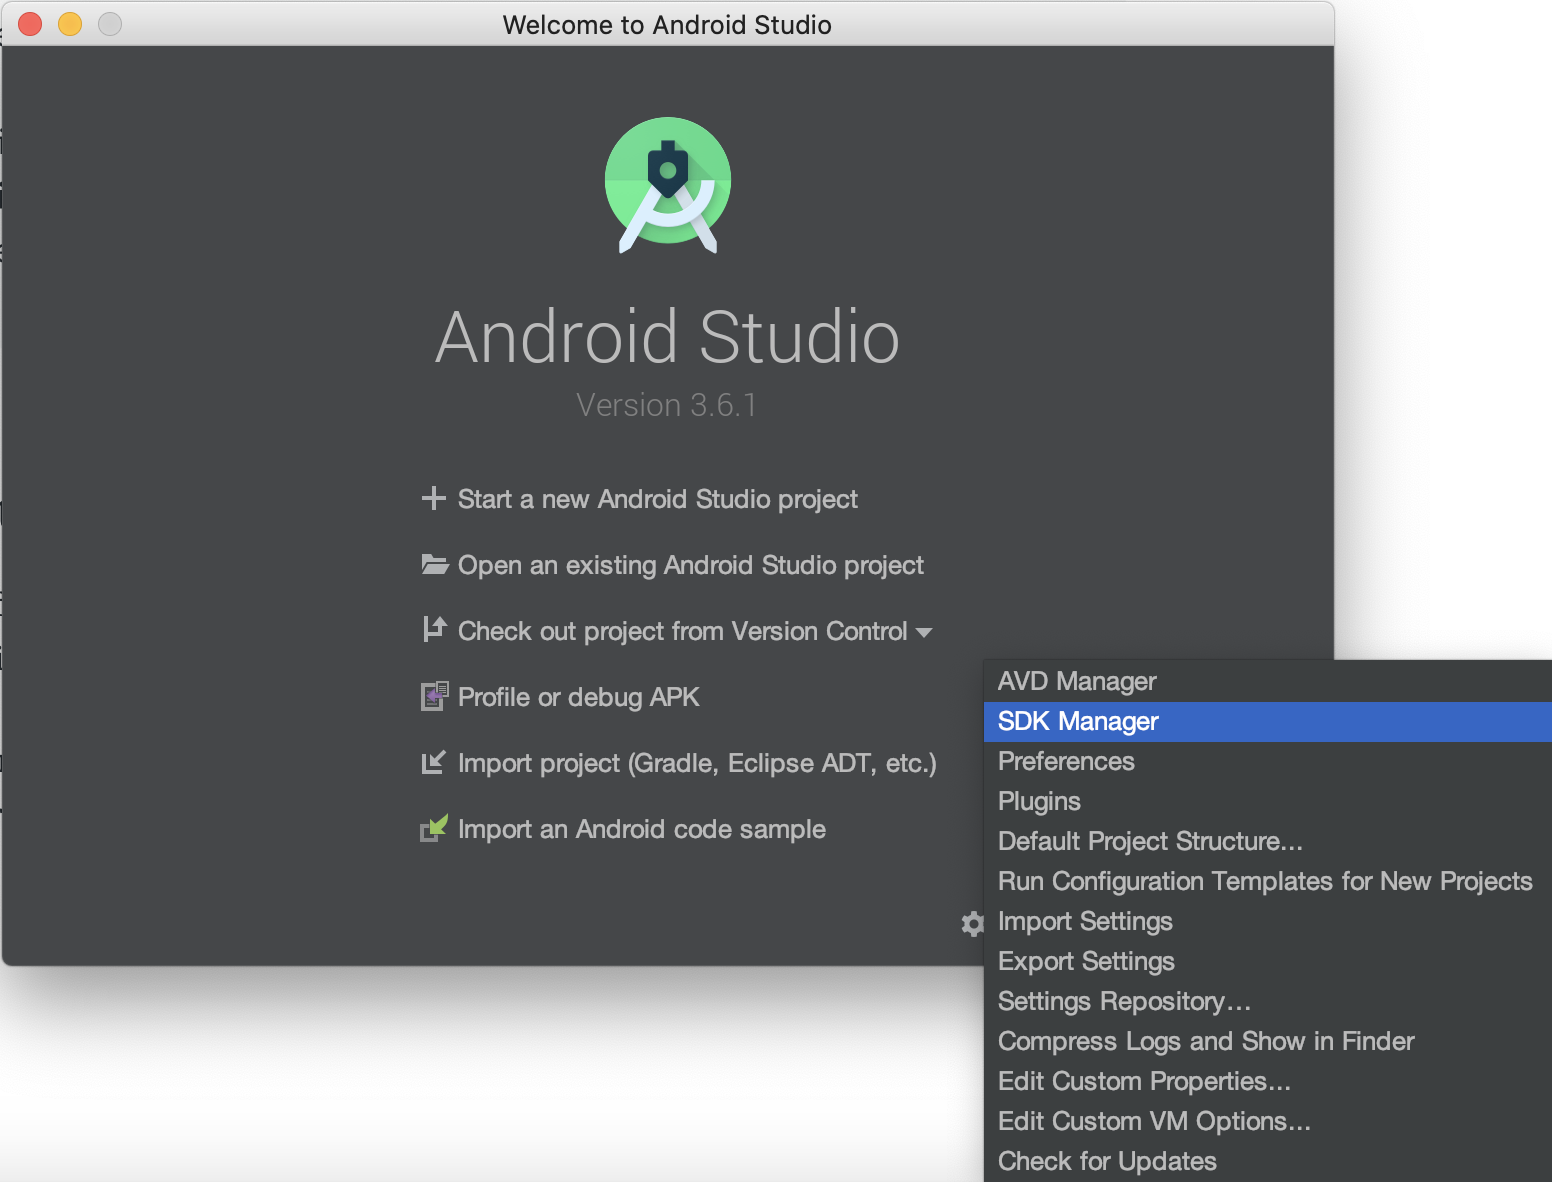 Welcome to Android Studio
Android Studio
Version 3.6.1
Start a new Android Studio project
Open an existing Android Studio project
Check out project from Version Control
Profile or debug APK
Import project (Gradle, Eclipse ADT, etc.)
Import an Android code sample
AVD Manager
SDK Manager
Preferences
Plugins
Default Project Structure...
Run Configuration Templates for New Projects
Import Settings
Export Settings
Settings Repository...
Compress Logs and Show in Finder
Edit Custom Properties...
Edit Custom VM Options...
Check for Updates